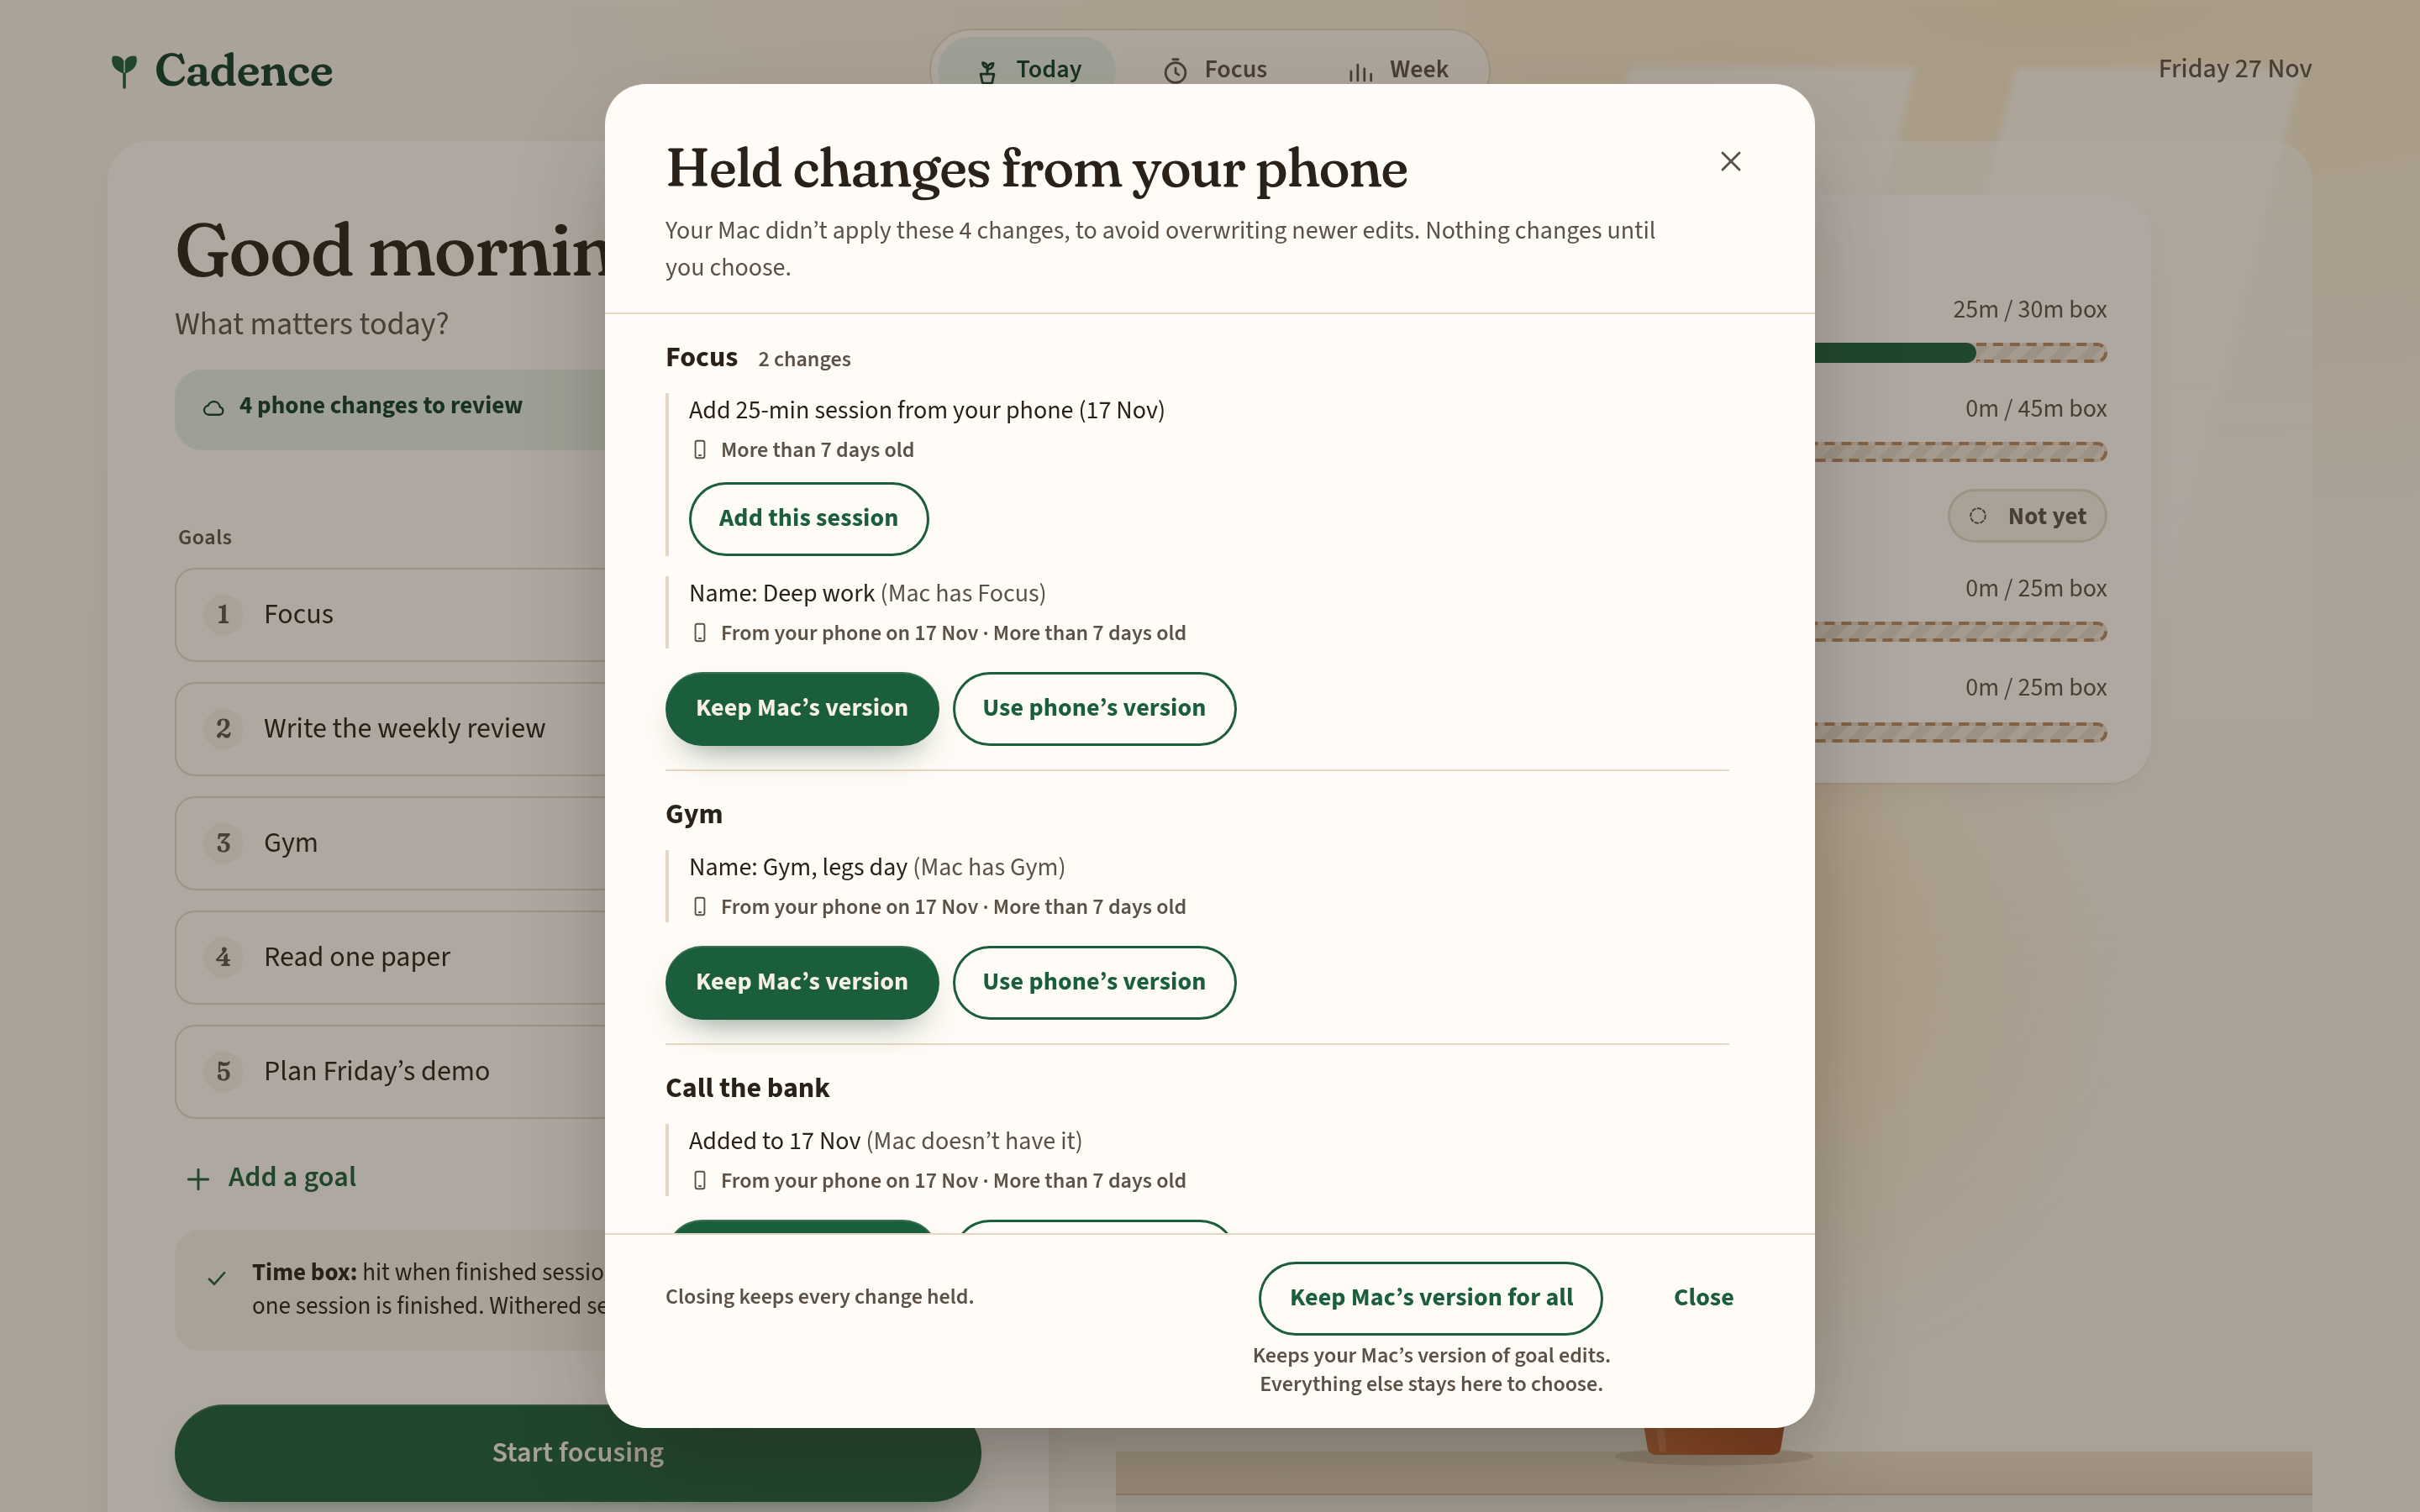 Cadence
Today
Focus
Week
Friday 27 Nov
Good mornin
What matters today?
4 phone changes to review
Goals
1 Focus
2 Write the weekly review
3 Gym
4 Read one paper
5 Plan Friday’s demo
Add a goal
Time box: hit when finished sessio
one session is finished. Withered se
Start focusing
Held changes from your phone
Your Mac didn’t apply these 4 changes, to avoid overwriting newer edits. Nothing changes until
you choose.
Focus 2 changes
Add 25-min session from your phone (17 Nov)
More than 7 days old
Add this session
Name: Deep work (Mac has Focus)
From your phone on 17 Nov · More than 7 days old
Keep Mac’s version
Use phone’s version
Gym
Name: Gym, legs day (Mac has Gym)
From your phone on 17 Nov · More than 7 days old
Keep Mac’s version
Use phone’s version
Call the bank
Added to 17 Nov (Mac doesn’t have it)
From your phone on 17 Nov · More than 7 days old
Closing keeps every change held.
Keep Mac’s version for all
Close
Keeps your Mac’s version of goal edits.
Everything else stays here to choose.
25m / 30m box
0m / 45m box
Not yet
0m / 25m box
0m / 25m box